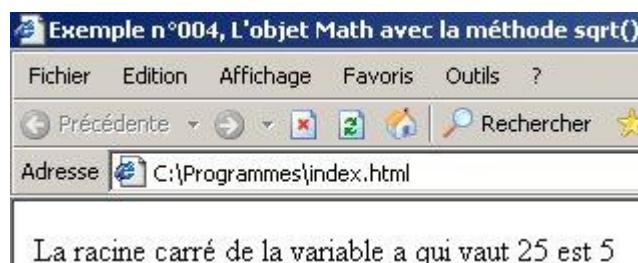 Exemple n°004, L'objet Math avec la méthode sqrt()
Fichier Edition Affichage Favoris Outils ?
Précédente Rechercher
Adresse C:\Programmes\index.html
La racine carré de la variable a qui vaut 25 est 5